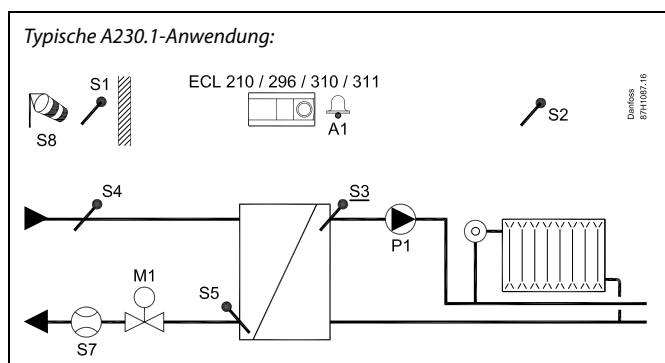 Typische A230.1-Anwendung:
ECL 210 / 296 / 310 / 311
S1
S8
A1
S2
Danfoss
87H1087.16
S4
S3
P1
M1
S5
S7